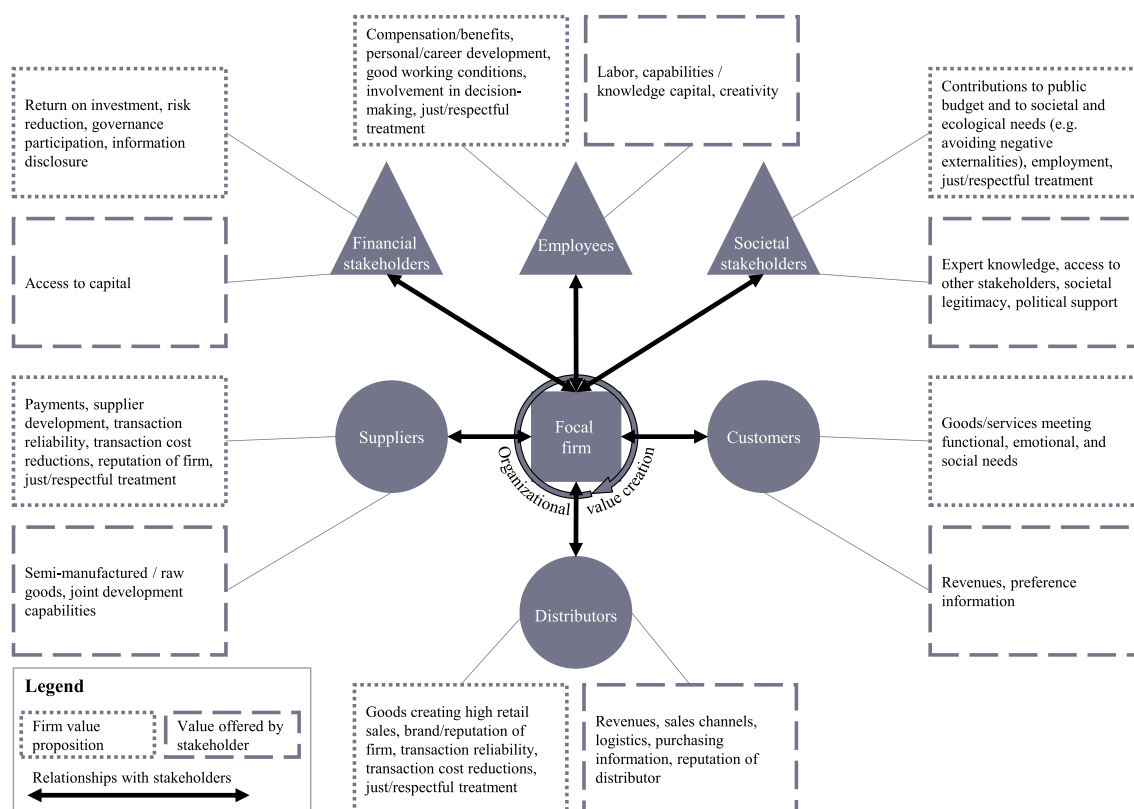 Compensation/benefits,
personal/career development,
good working conditions,
involvement in decision-
making, just/respectful
treatment
Labor, capabilities /
knowledge capital, creativity
Return on investment, risk
reduction, governance
participation, information
disclosure
Contributions to public
budget and to societal and
ecological needs (e.g.
avoiding negative
externalities), employment,
just/respectful treatment
Financial
stakeholders
Employees
Societal
stakeholders
Access to capital
Expert knowledge, access to
other stakeholders, societal
legitimacy, political support
Payments, supplier
development, transaction
reliability, transaction cost
reductions, reputation of firm,
just/respectful treatment
Suppliers
Focal
firm
Customers
Goods/services meeting
functional, emotional, and
social needs
Organizational value creation
Semi-manufactured / raw
goods, joint development
capabilities
Revenues, preference
information
Distributors
Goods creating high retail
sales, brand/reputation of
firm, transaction reliability,
transaction cost reductions,
just/respectful treatment
Revenues, sales channels,
logistics, purchasing
information, reputation of
distributor
Legend
Firm value
proposition
Value offered by
stakeholder
Relationships with stakeholders